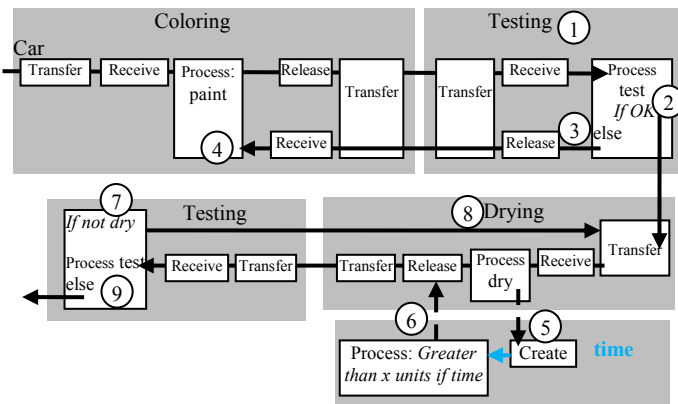 Coloring
Testing
1
Car
Transfer
Receive
Process:
paint
Release
Transfer
Transfer
Receive
Process
test
If OK
2
4
Receive
Release
3
else
7
If not dry
Testing
8
Drying
Process test
else
9
Receive
Transfer
Transfer
Release
Process
dry
Receive
Transfer
6
5
Process: Greater
than x units if time
Create
time